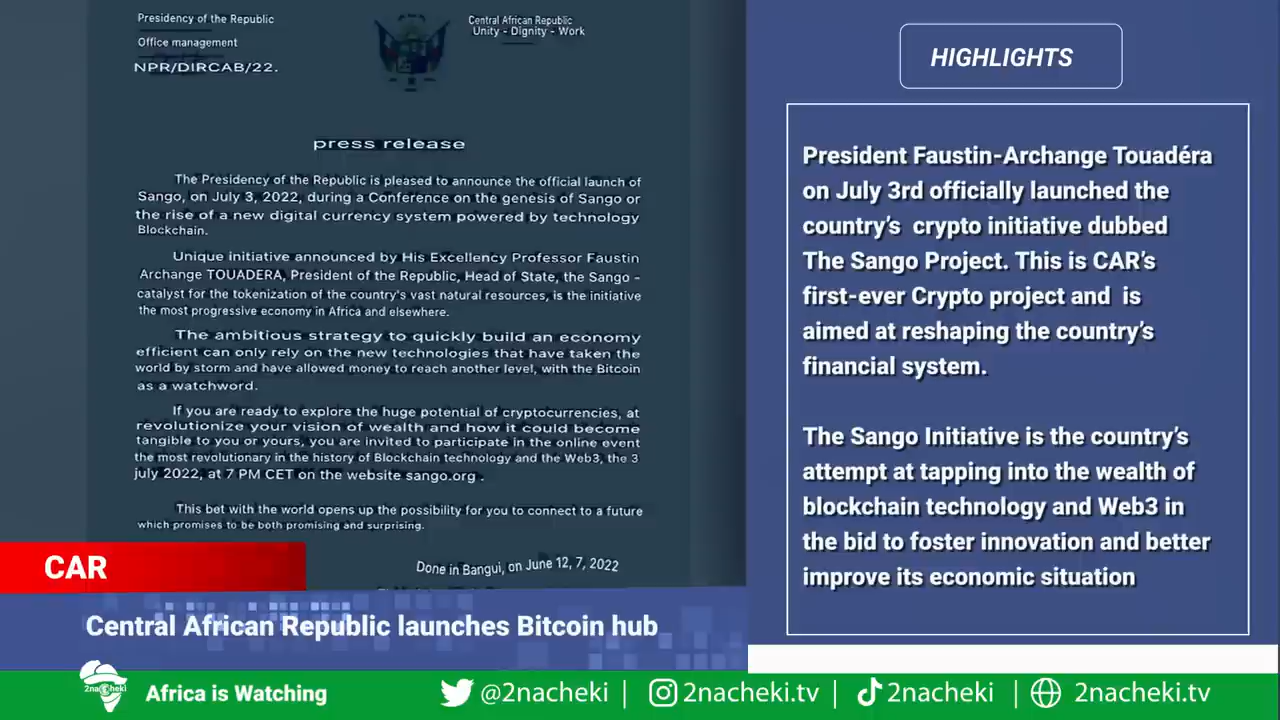 Presidency of the Republic
Office management
NPR/DIRCAB/22.
Central African Republic
Unity - Dignity - Work
press release
The Presidency of the Republic is pleased to announce the official launch of
Sango, on July 3, 2022, during a Conference on the genesis of Sango or
the rise of a new digital currency system powered by technology
Blockchain.
Unique initiative announced by His Excellency Professor Faustin
Archange TOUADERA, President of the Republic, Head of State, the Sango -
catalyst for the tokenization of the country's vast natural resources, is the initiative
the most progressive economy in Africa and elsewhere.
The ambitious strategy to quickly build an economy
efficient can only rely on the new technologies that have taken the
world by storm and have allowed money to reach another level, with the Bitcoin
as a watchword.
If you are ready to explore the huge potential of cryptocurrencies, at
revolutionize your vision of wealth and how it could become
tangible to you or yours, you are invited to participate in the online event
the most revolutionary in the history of Blockchain technology and the Web3, the 3
july 2022, at 7 PM CET on the website sango.org .
This bet with the world opens up the possibility for you to connect to a future
which promises to be both promising and surprising.
Done in Bangui, on June 12, 7, 2022
HIGHLIGHTS
President Faustin-Archange Touadéra
on July 3rd officially launched the
country's crypto initiative dubbed
The Sango Project. This is CAR's
first-ever Crypto project and is
aimed at reshaping the country's
financial system.
The Sango Initiative is the country's
attempt at tapping into the wealth of
blockchain technology and Web3 in
the bid to foster innovation and better
improve its economic situation
CAR
Central African Republic launches Bitcoin hub
2nacheki
Africa is Watching
@2nacheki | 2nacheki.tv | 2nacheki | 2nacheki.tv